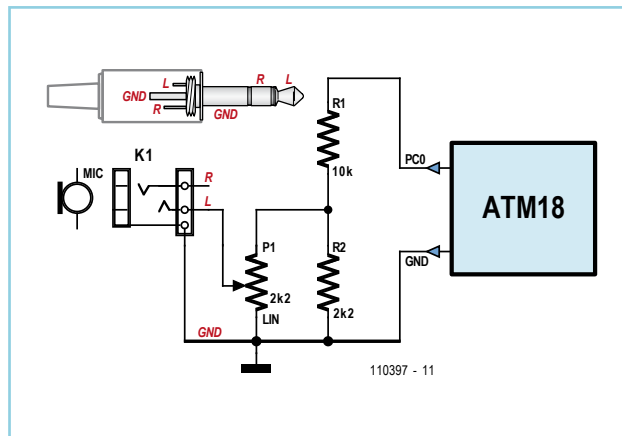 R L
L
GND
R
GND
R1
10k
PC0
ATM18
K1
MIC
R
L
P1
R2
GND
2k2
2k2
LIN
GND
110397 - 11